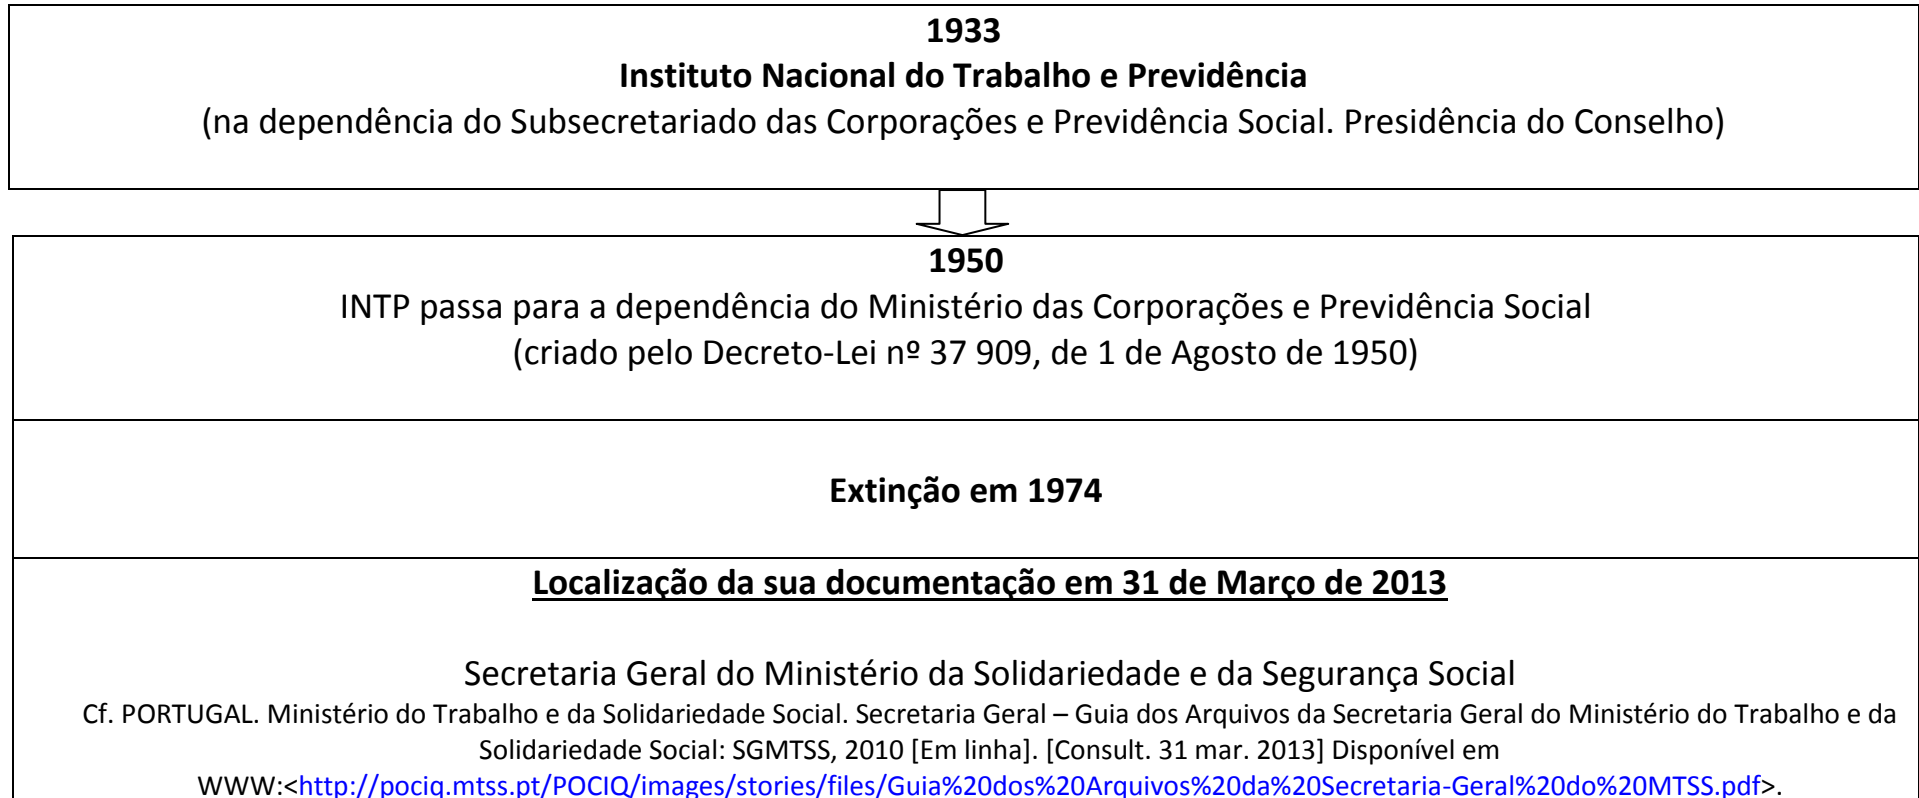 1933
Instituto Nacional do Trabalho e Previdência
(na dependência do Subsecretariado das Corporações e Previdência Social. Presidência do Conselho)
1950
INTP passa para a dependência do Ministério das Corporações e Previdência Social
(criado pelo Decreto-Lei nº 37 909, de 1 de Agosto de 1950)
Extinção em 1974
Localização da sua documentação em 31 de Março de 2013
Secretaria Geral do Ministério da Solidariedade e da Segurança Social
Cf. PORTUGAL. Ministério do Trabalho e da Solidariedade Social. Secretaria Geral – Guia dos Arquivos da Secretaria Geral do Ministério do Trabalho e da
Solidariedade Social: SGMTSS, 2010 [Em linha]. [Consult. 31 mar. 2013] Disponível em
WWW:<http://pociq.mtss.pt/POCIQ/images/stories/files/Guia%20dos%20Arquivos%20da%20Secretaria-Geral%20do%20MTSS.pdf>.